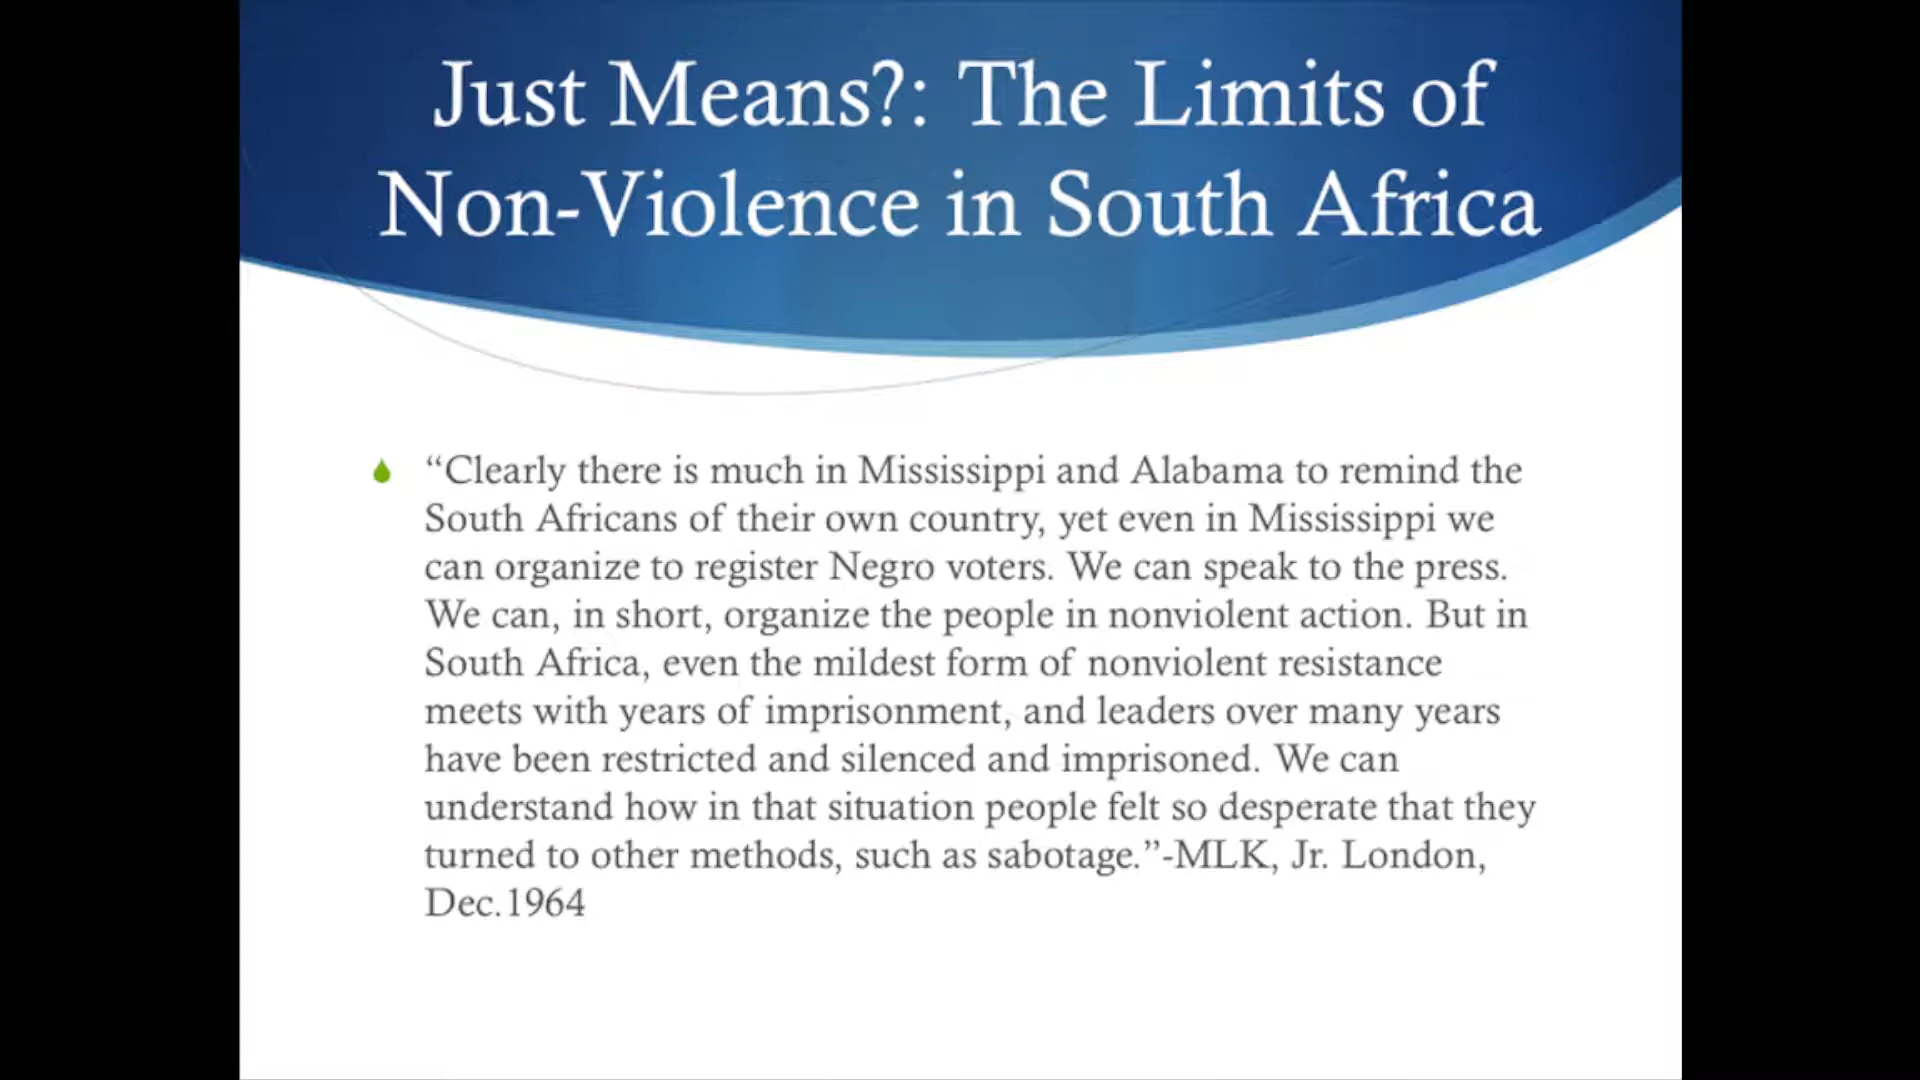 Just Means?: The Limits of
Non-Violence in South Africa
“Clearly there is much in Mississippi and Alabama to remind the
South Africans of their own country, yet even in Mississippi we
can organize to register Negro voters. We can speak to the press.
We can, in short, organize the people in nonviolent action. But in
South Africa, even the mildest form of nonviolent resistance
meets with years of imprisonment, and leaders over many years
have been restricted and silenced and imprisoned. We can
understand how in that situation people felt so desperate that they
turned to other methods, such as sabotage.”-MLK, Jr. London,
Dec.1964